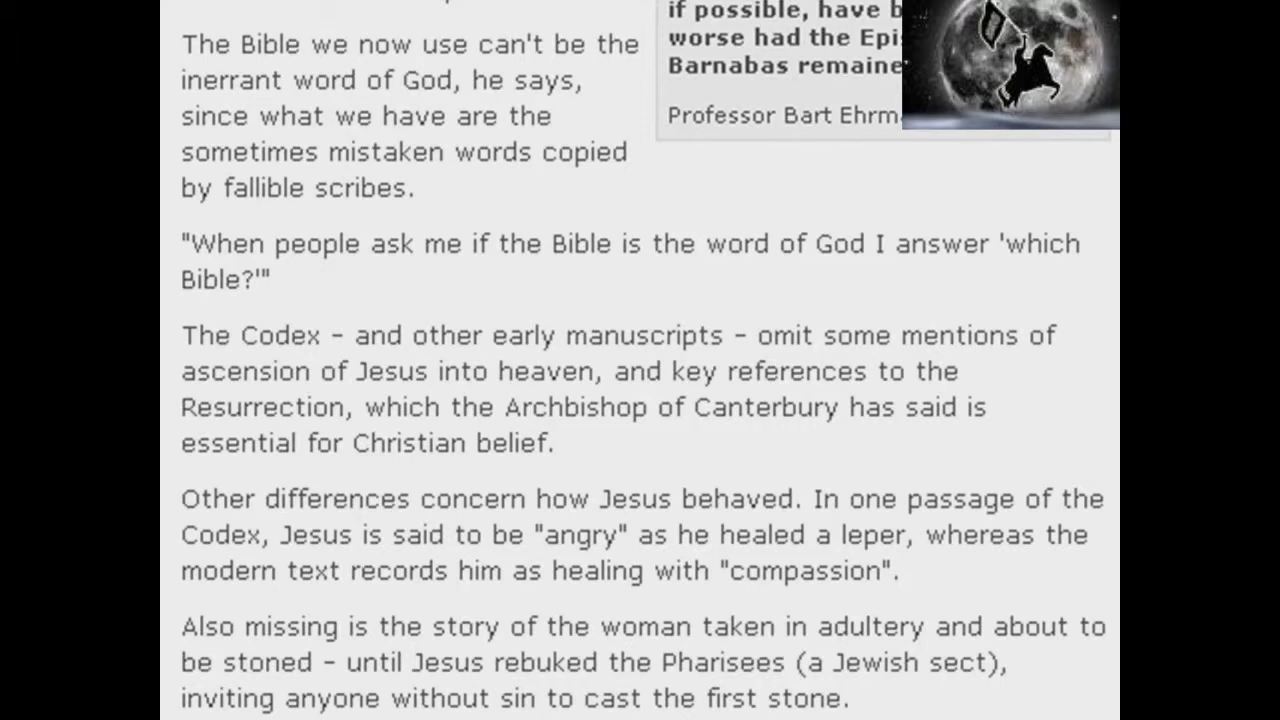 The Bible we now use can't be the
inerrant word of God, he says,
since what we have are the
sometimes mistaken words copied
by fallible scribes.
if possible, have
worse had the
Barnabas
Professor Bart
"When people ask me if the Bible is the word of God I answer 'which
Bible?'"
The Codex - and other early manuscripts - omit some mentions of
ascension of Jesus into heaven, and key references to the
Resurrection, which the Archbishop of Canterbury has said is
essential for Christian belief.
Other differences concern how Jesus behaved. In one passage of the
Codex, Jesus is said to be "angry" as he healed a leper, whereas the
modern text records him as healing with "compassion".
Also missing is the story of the woman taken in adultery and about to
be stoned - until Jesus rebuked the Pharisees (a Jewish sect),
inviting anyone without sin to cast the first stone.